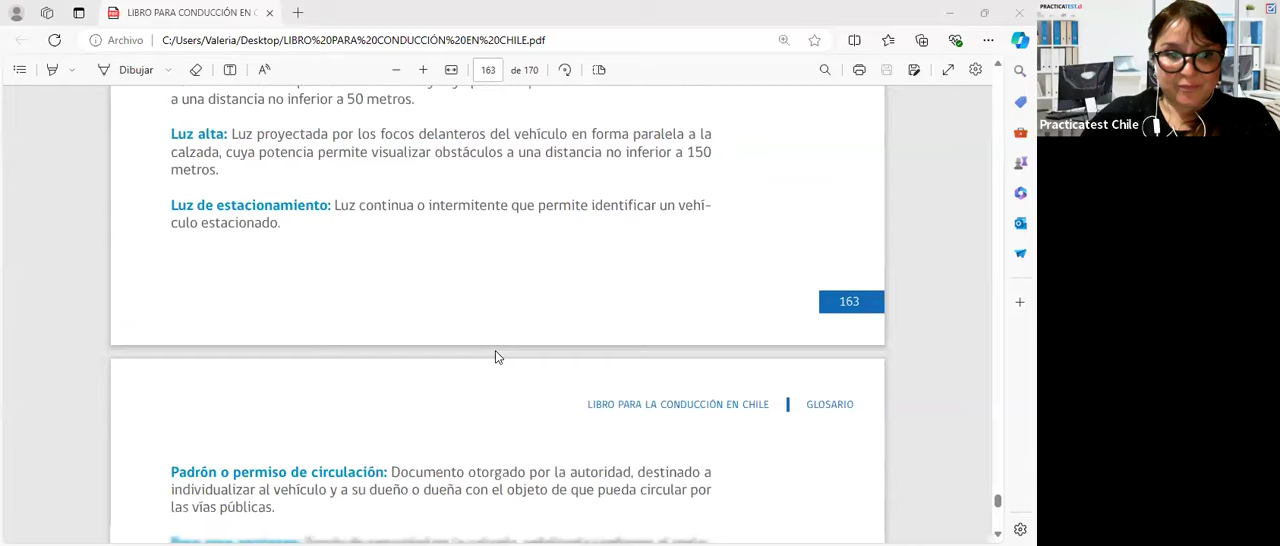 LIBRO PARA CONDUCCIÓN EN C
Archivo
C:/Users/Valeria/Desktop/LIBRO%20PARA%20CONDUCCIÓN%20EN%20CHILE.pdf
Dibujar
163
de 170
PRACTICATEST.cl
Practicatest Chile
a una distancia no inferior a 50 metros.
Luz alta: Luz proyectada por los focos delanteros del vehículo en forma paralela a la
calzada, cuya potencia permite visualizar obstáculos a una distancia no inferior a 150
metros.
Luz de estacionamiento: Luz continua o intermitente que permite identificar un vehí-
culo estacionado.
163
LIBRO PARA LA CONDUCCIÓN EN CHILE
GLOSARIO
Padrón o permiso de circulación: Documento otorgado por la autoridad, destinado a
individualizar al vehículo y a su dueño o dueña con el objeto de que pueda circular por
las vías públicas.